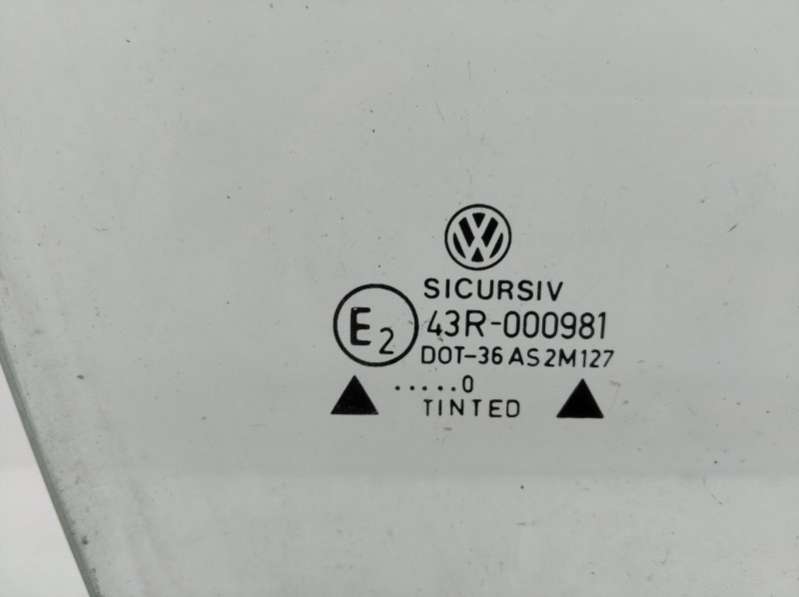 SICURSIV
E2 43R-000981
DOT-36 AS2M127
.....0
TINTED